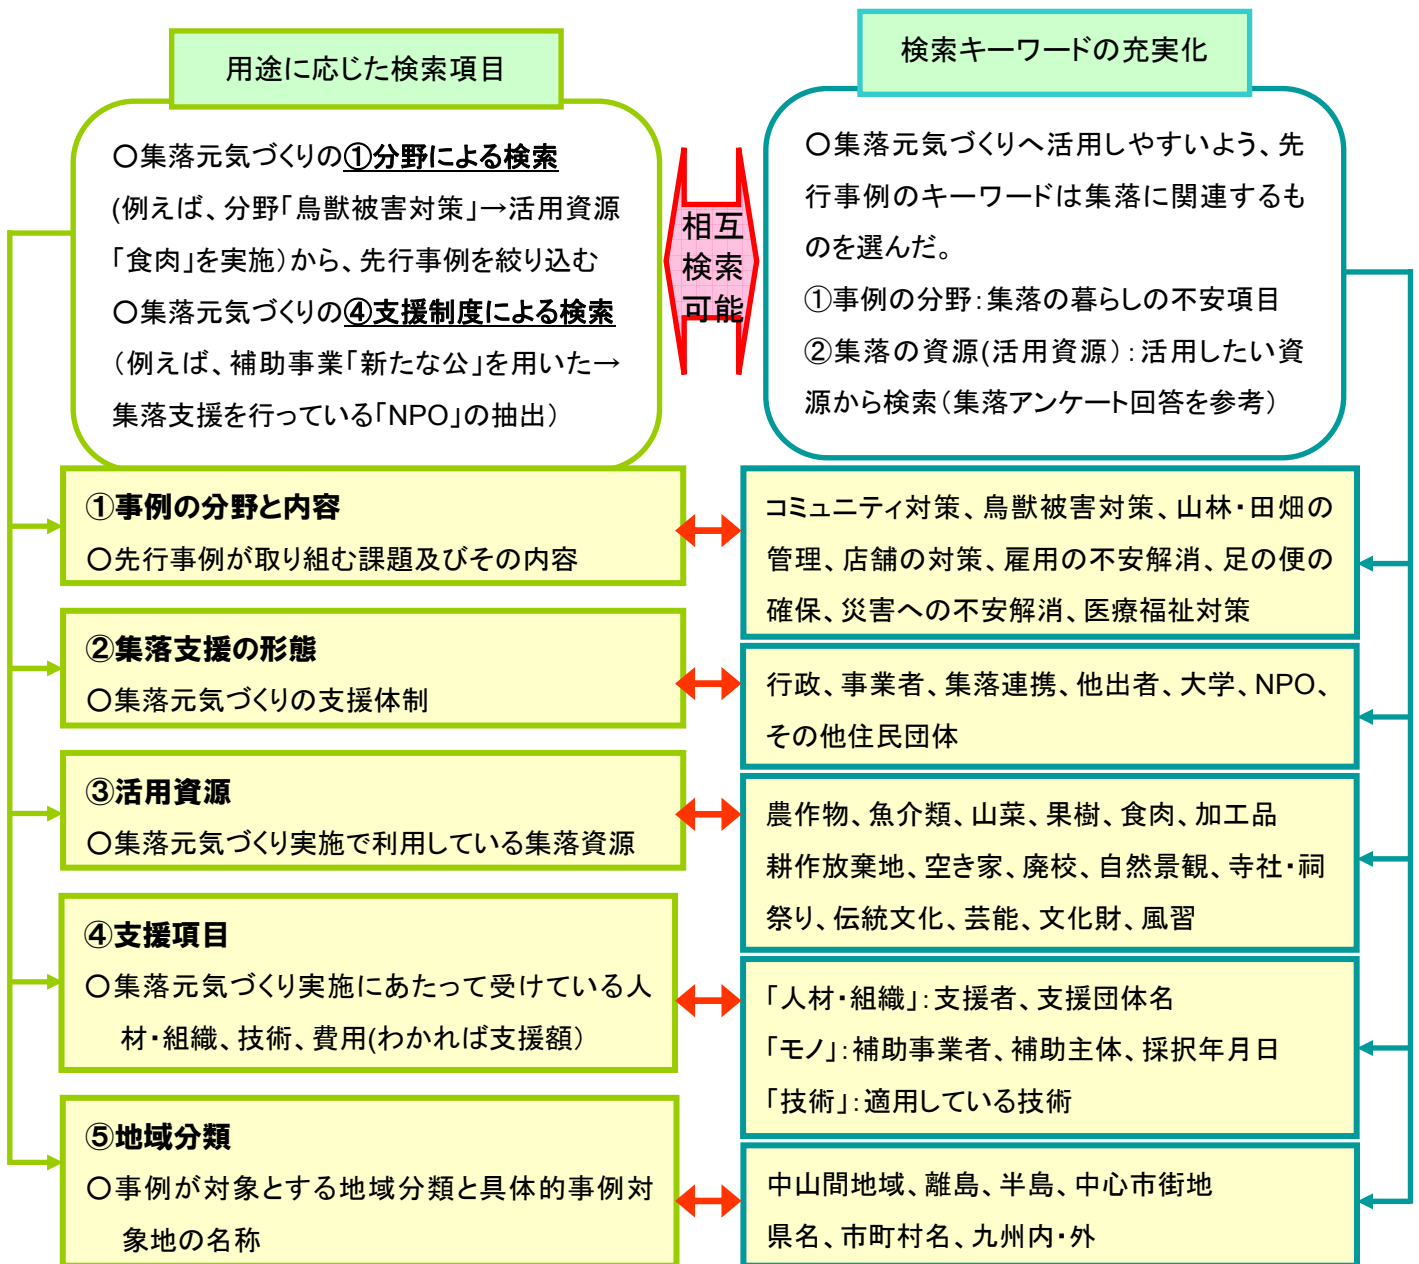 用途に応じた検索項目
〇集落元気づくりの①分野による検索
(例えば、分野「鳥獣被害対策」→活用資源
「食肉」を実施)から、先行事例を絞り込む
〇集落元気づくりの④支援制度による検索
（例えば、補助事業「新たな公」を用いた→
集落支援を行っている「NPO」の抽出）
相互
検索
可能
検索キーワードの充実化
〇集落元気づくりへ活用しやすいよう、先
行事例のキーワードは集落に関連するも
のを選んだ。
①事例の分野：集落の暮らしの不安項目
②集落の資源(活用資源）：活用したい資
源から検索（集落アンケート回答を参考）
①事例の分野と内容
〇先行事例が取り組む課題及びその内容
コミュニティ対策、鳥獣被害対策、山林・田畑の
管理、店舗の対策、雇用の不安解消、足の便の
確保、災害への不安解消、医療福祉対策
②集落支援の形態
〇集落元気づくりの支援体制
行政、事業者、集落連携、他出者、大学、NPO、
その他住民団体
③活用資源
〇集落元気づくり実施で利用している集落資源
農作物、魚介類、山菜、果樹、食肉、加工品
耕作放棄地、空き家、廃校、自然景観、寺社・祠
祭り、伝統文化、芸能、文化財、風習
④支援項目
〇集落元気づくり実施にあたって受けている人
材・組織、技術、費用(わかれば支援額）
「人材・組織」：支援者、支援団体名
「モノ」：補助事業者、補助主体、採択年月日
「技術」：適用している技術
⑤地域分類
〇事例が対象とする地域分類と具体的事例対
象地の名称
中山間地域、離島、半島、中心市街地
県名、市町村名、九州内・外